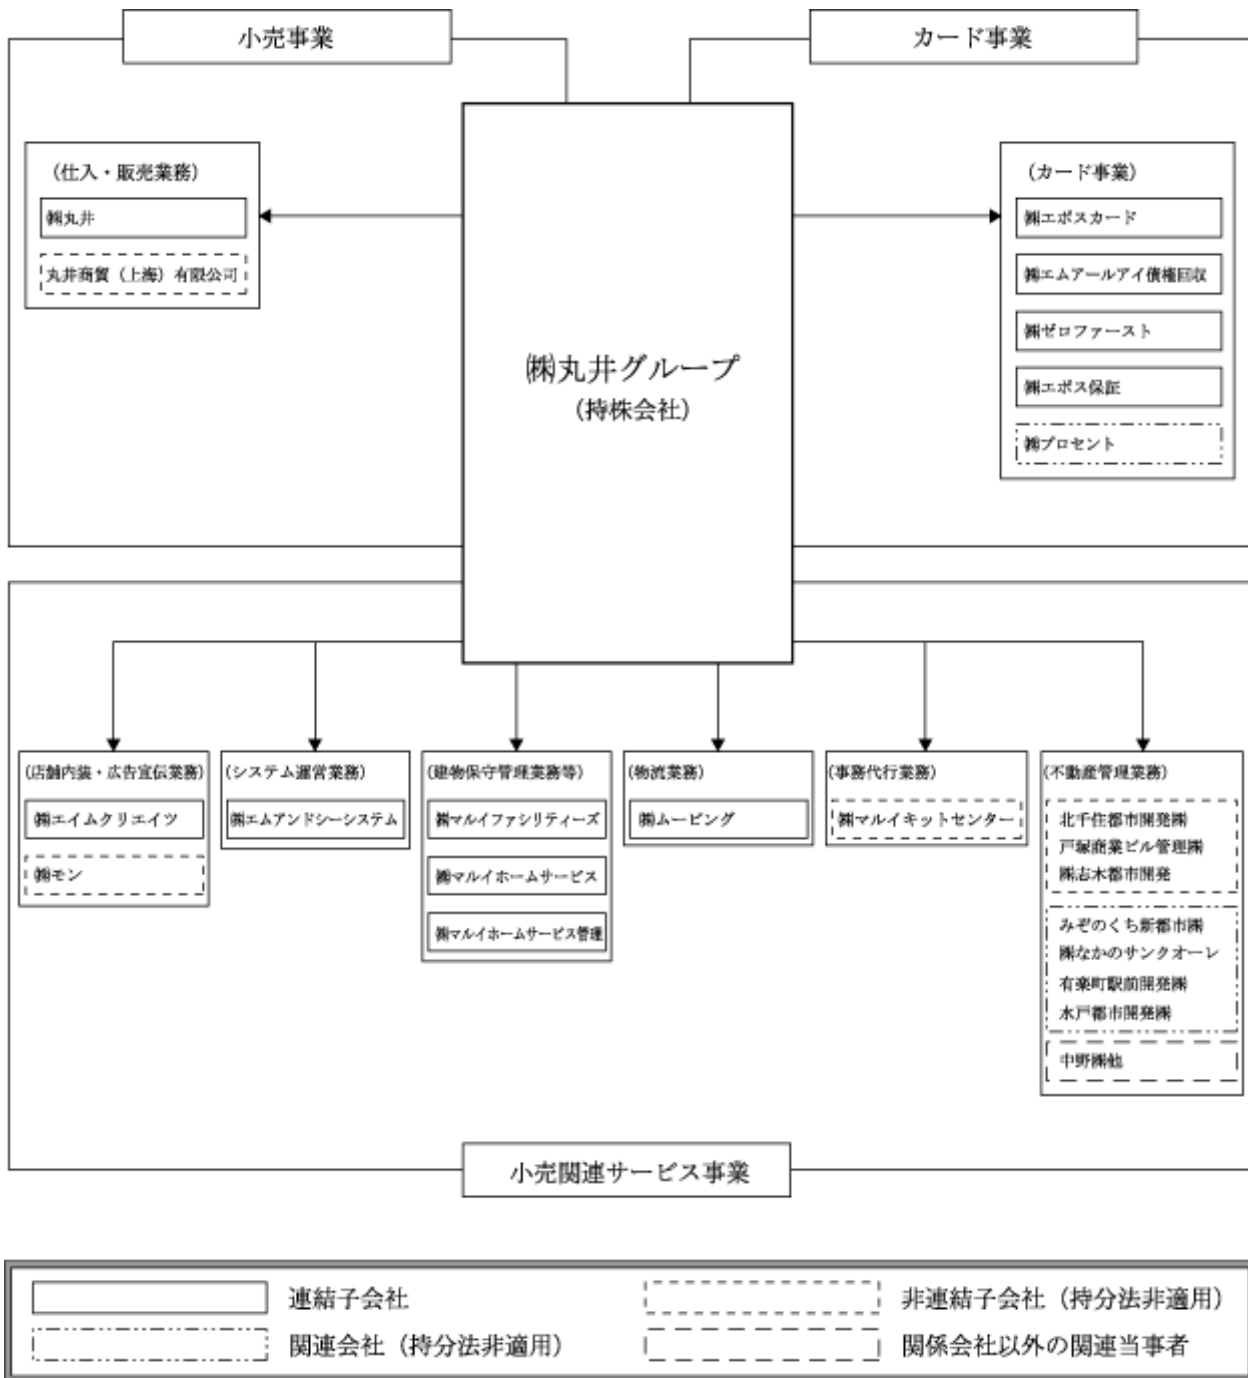 小売事業
カード事業
(仕入・販売業務)
㈱丸井
丸井商貿(上海)有限公司
㈱丸井グループ
(持株会社)
(カード事業)
㈱エポスカード
㈱エムアールアイ債権回収
㈱ゼロファースト
㈱エポス保証
㈱プロセント
(店舗内装・広告宣伝業務)
㈱エイムクリエイツ
㈱モン
(システム運営業務)
㈱エムアンドシーシステム
(建物保守管理業務等)
㈱マルイファシリティーズ
㈱マルイホームサービス
㈱マルイホームサービス管理
(物流業務)
㈱ムービング
(事務代行業務)
㈱マルイキットセンター
(不動産管理業務)
北千住都市開発㈱
戸塚商業ビル管理㈱
㈱志木都市開発
みぞのくち新都市㈱
㈱なかのサンクオーレ
有楽町駅前開発㈱
水戸都市開発㈱
中野㈱他
小売関連サービス事業
連結子会社
非連結子会社(持分法非適用)
関連会社(持分法非適用)
関係会社以外の関連当事者